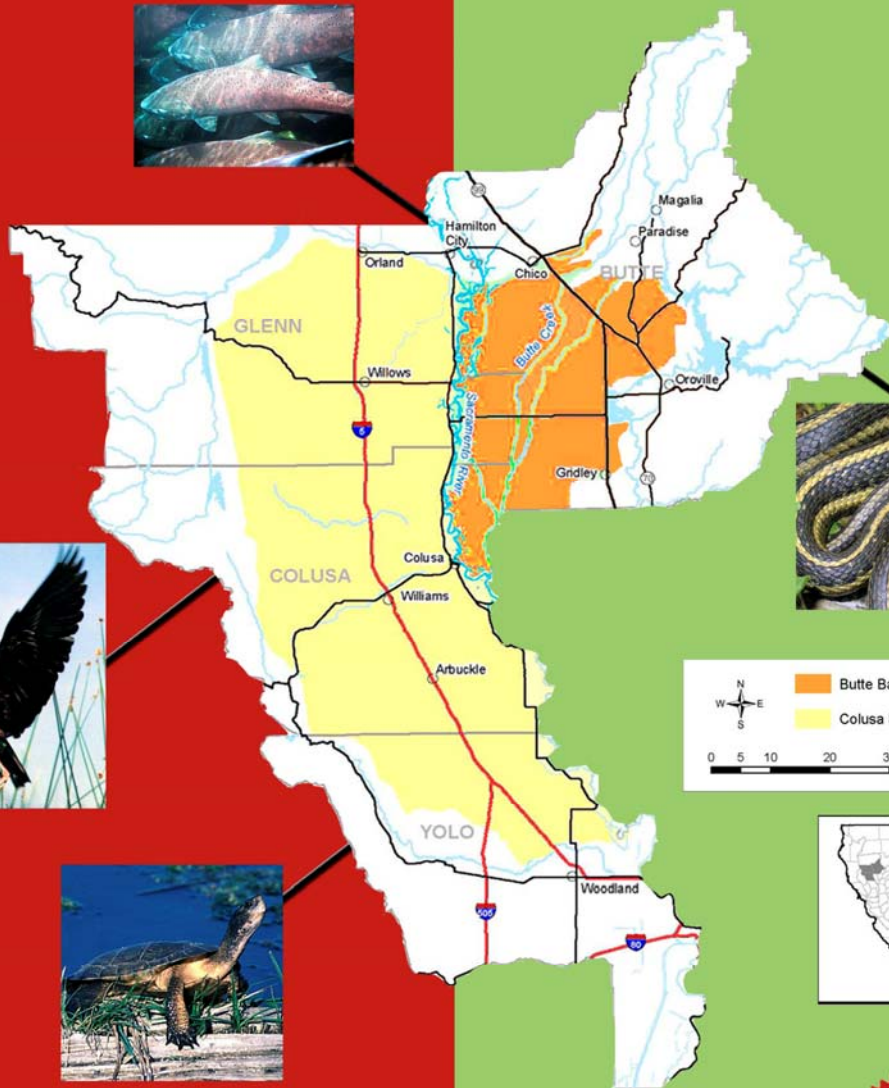 99
Magalia
Hamilton
City
Paradise
Orland
Chico
BUTTE
GLENN
Butte Creek
Willows
Oroville
Sacramento River
5
Gridley
70
Colusa
COLUSA
Williams
Arbuckle
N
W E
S
Butte
Colusa
0 5 10 20
YOLO
Woodland
505
80